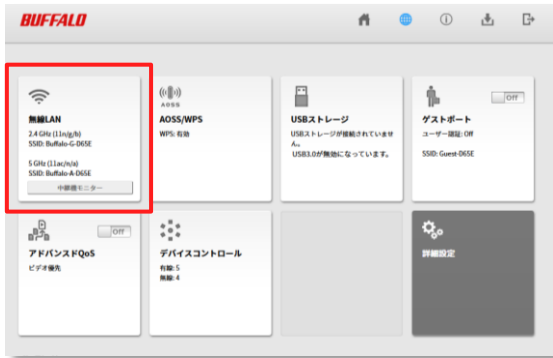 BUFFALO
無線LAN
2.4 GHz (11n/g/b)
SSID: Buffalo-G-D65E
5 GHz (11ac/n/a)
SSID: Buffalo-A-D65E
中継機モニター
AOSS
AOSS/WPS
WPS: 有効
USBストレージ
USBストレージが接続されていませ
ん。
USB3.0が無効になっています。
Off
ゲストポート
ユーザー認証: Off
SSID: Guest-D65E
Off
アドバンスドQoS
ビデオ優先
デバイスコントロール
有線: 5
無線: 4
詳細設定